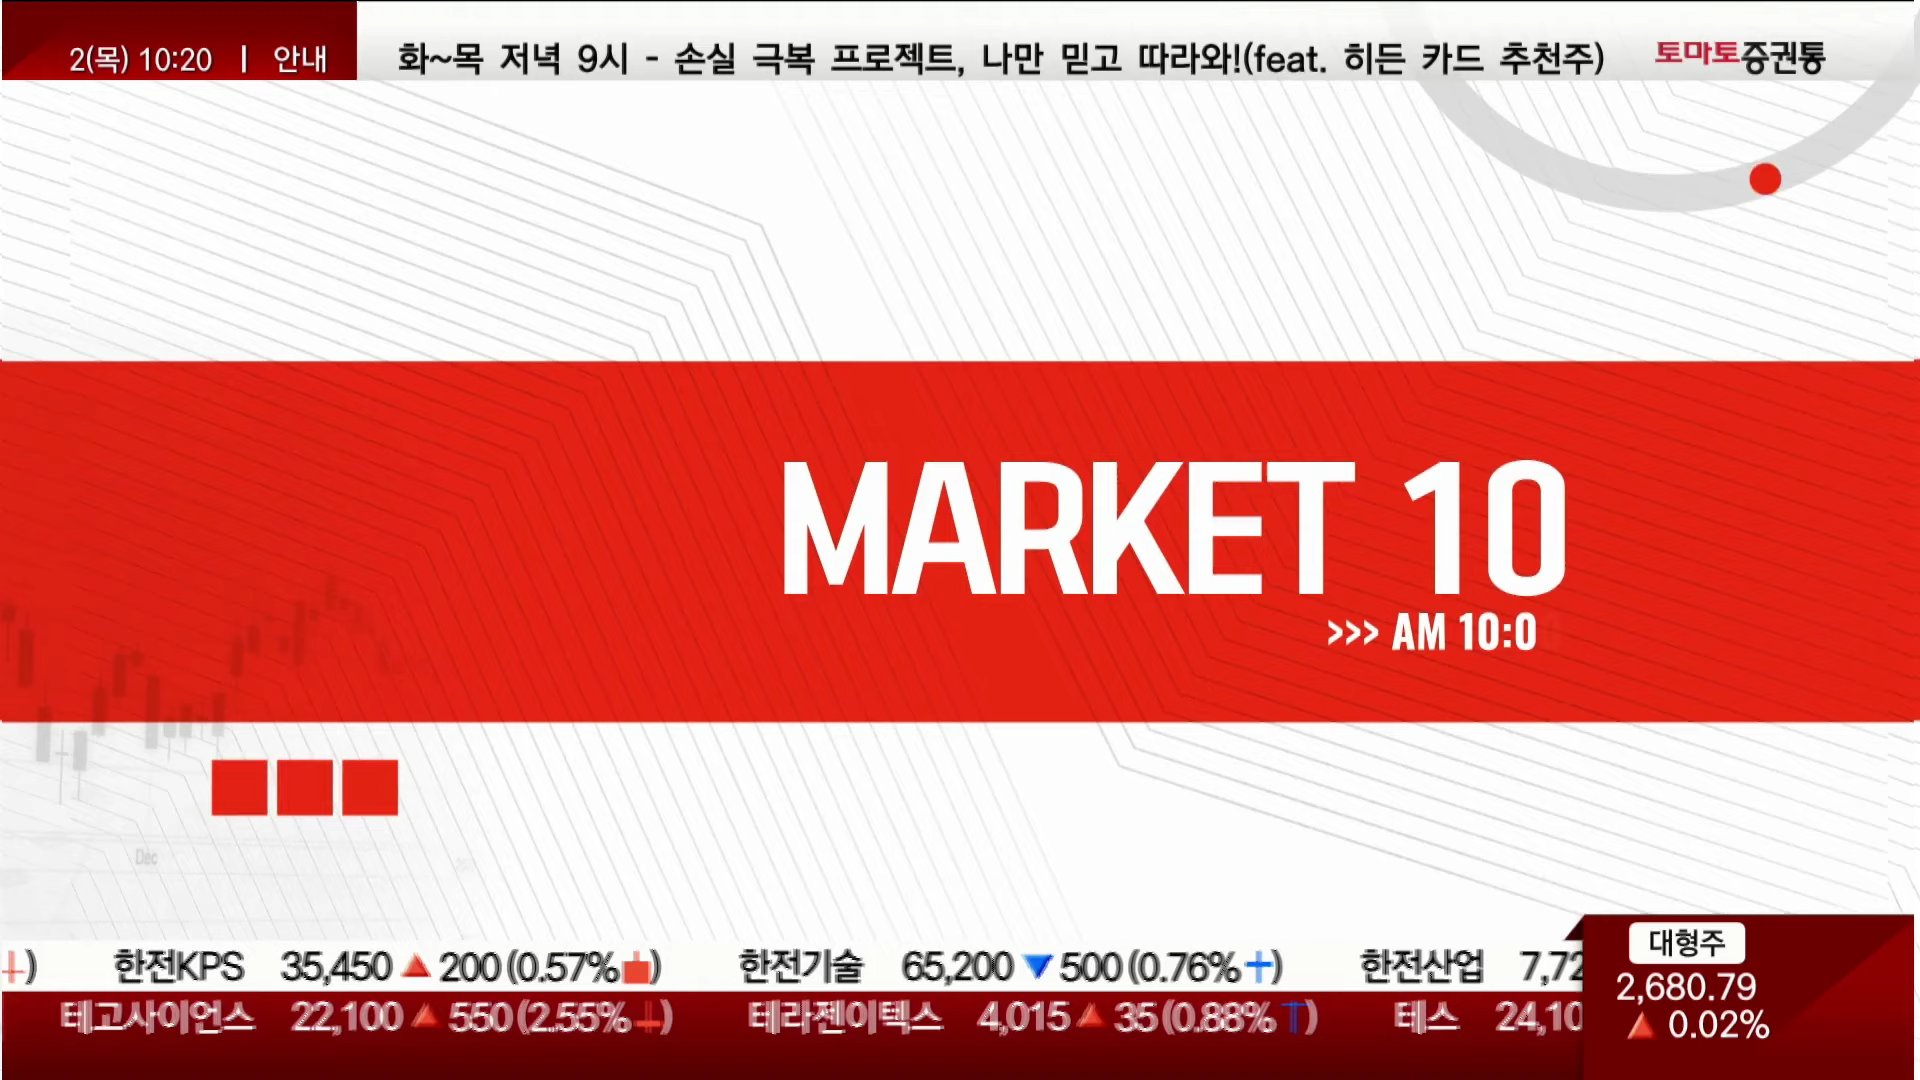 2(목) 10:20 | 안내
화~목 저녁 9시 - 손실 극복 프로젝트, 나만 믿고 따라와!(feat. 히든 카드 추천주)
토마토증권통
MARKET 10
>>> AM 10:0
Dec
) 한전KPS 35,450 ▲ 200 (0.57% ) 한전기술 65,200 ▼ 500 (0.76% ) 한전산업 7,72
테고사이언스 22,100 ▲ 550 (2.55% ) 테라젠이텍스 4,015 ▲ 35 (0.88% ) 테스 24,10
대형주
2,680.79
▲ 0.02%